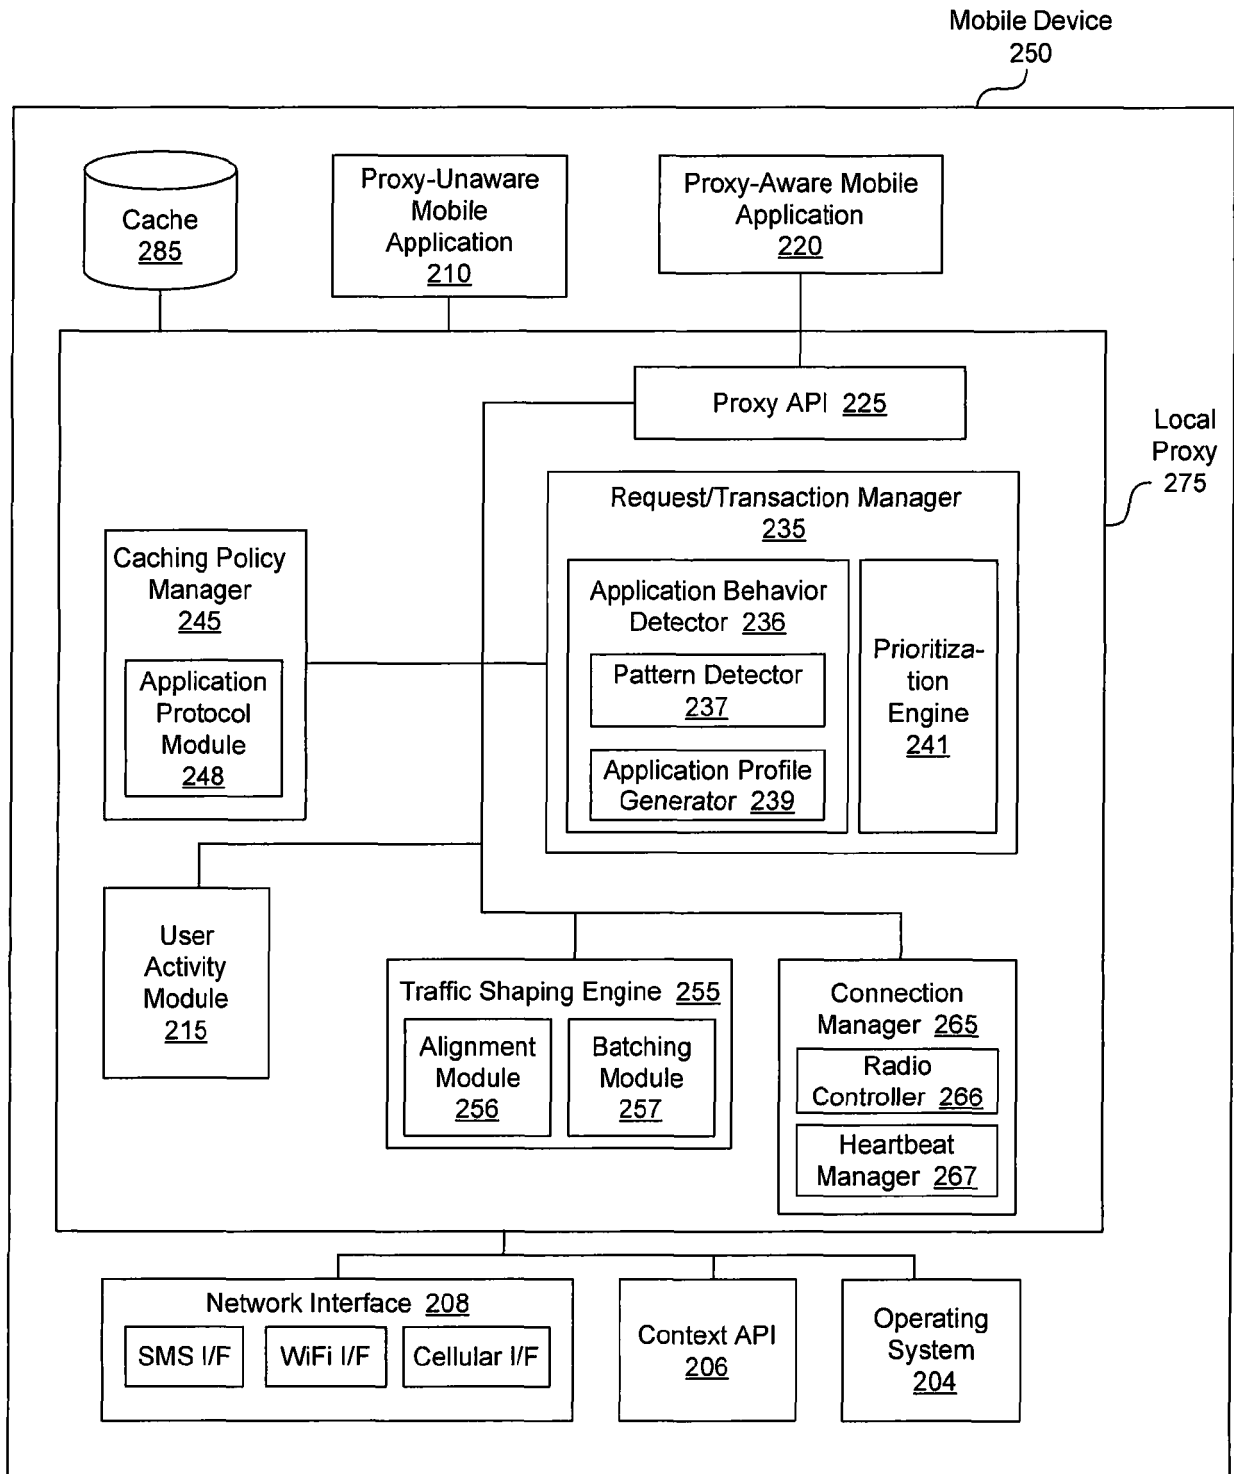 Mobile Device
250
Cache
285
Proxy-Unaware
Mobile
Application
210
Proxy-Aware Mobile
Application
220
Proxy API 225
Local
Proxy
275
Request/Transaction Manager
235
Caching Policy
Manager
245
Application
Protocol
Module
248
Application Behavior
Detector 236
Pattern Detector
237
Application Profile
Generator 239
Prioritiza-
tion
Engine
241
User
Activity
Module
215
Traffic Shaping Engine 255
Alignment
Module
256
Batching
Module
257
Connection
Manager 265
Radio
Controller 266
Heartbeat
Manager 267
Network Interface 208
SMS I/F
WiFi I/F
Cellular I/F
Context API
206
Operating
System
204